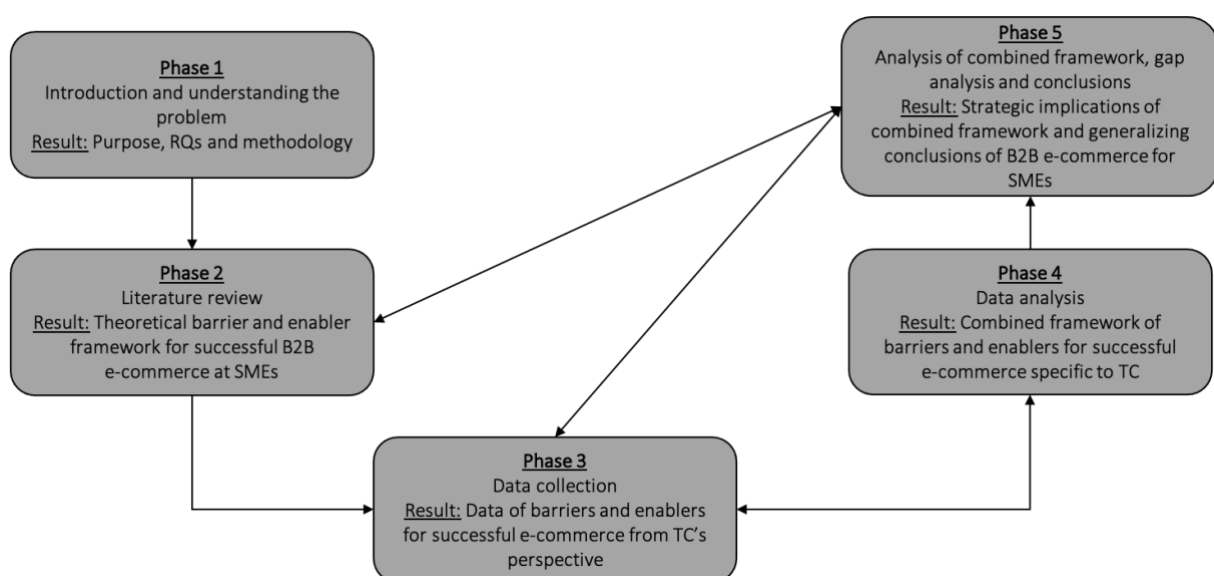 Phase 1
Introduction and understanding the
problem
Result: Purpose, RQs and methodology
Phase 2
Literature review
Result: Theoretical barrier and enabler
framework for successful B2B
e-commerce at SMEs
Phase 3
Data collection
Result: Data of barriers and enablers
for successful e-commerce from TC’s
perspective
Phase 4
Data analysis
Result: Combined framework of
barriers and enablers for successful
e-commerce specific to TC
Phase 5
Analysis of combined framework, gap
analysis and conclusions
Result: Strategic implications of
combined framework and generalizing
conclusions of B2B e-commerce for
SMEs